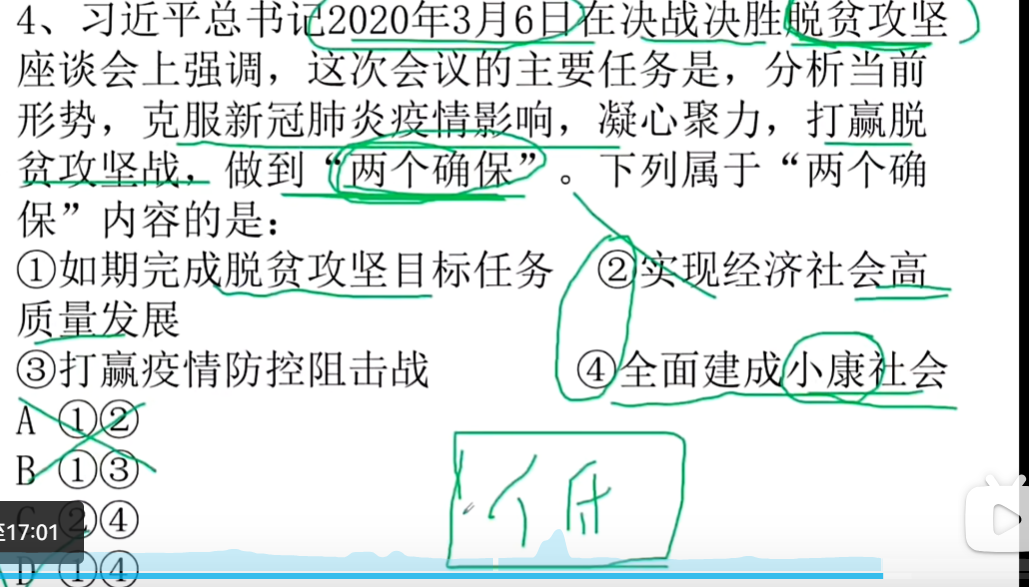 4、习近平总书记2020年3月6日在决战决胜脱贫攻坚
座谈会上强调，这次会议的主要任务是，分析当前
形势，克服新冠肺炎疫情影响，凝心聚力，打赢脱
贫攻坚战，做到“两个确保”。下列属于“两个确
保”内容的是：
①如期完成脱贫攻坚目标任务 ②实现经济社会高
质量发展
③打赢疫情防控阻击战 ④全面建成小康社会
A ①②
B ①③
C ②④
D ①④
至17:01